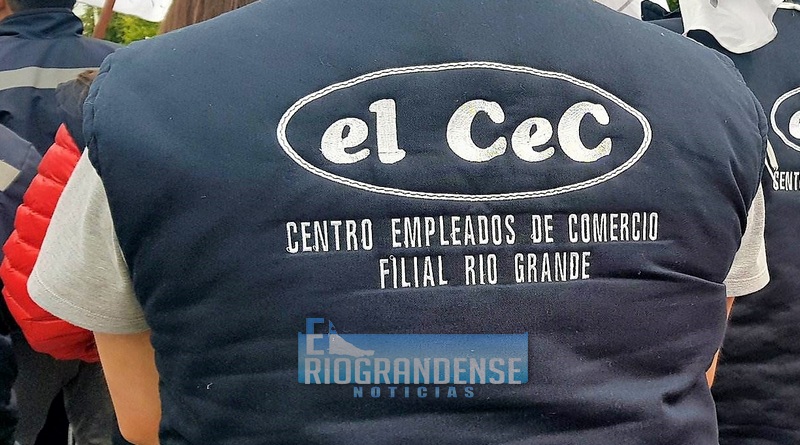 el CeC
CENTRO EMPLEADOS DE COMERCIO
FILIAL RIO GRANDE
El
RIOGRANDENSE
NOTICIAS